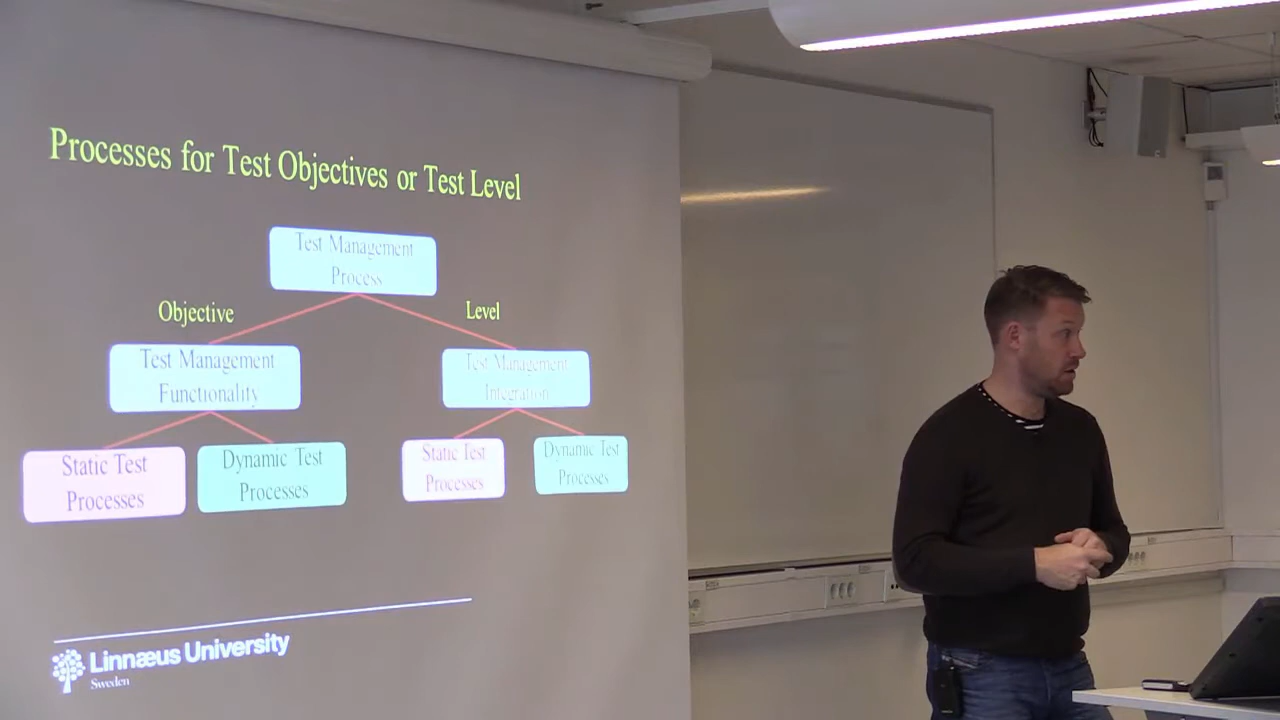 Processes for Test Objectives or Test Level
Test Management
Process
Objective
Level
Test Management
Functionality
Test Management
Integration
Static Test
Processes
Dynamic Test
Processes
Static Test
Processes
Dynamic Test
Processes
Linnæus University
Sweden